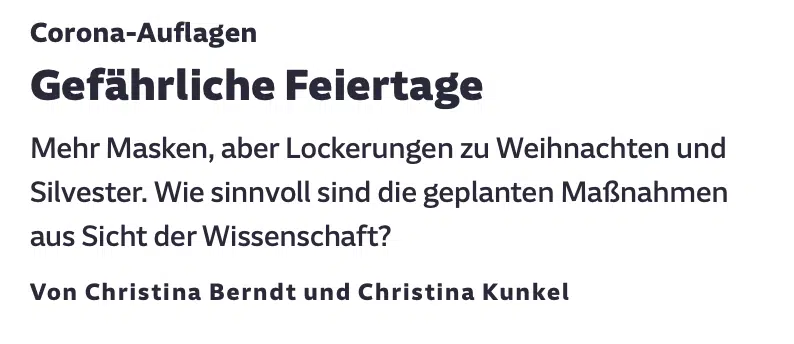 Corona-Auflagen
Gefährliche Feiertage
Mehr Masken, aber Lockerungen zu Weihnachten und
Silvester. Wie sinnvoll sind die geplanten Maßnahmen
aus Sicht der Wissenschaft?
Von Christina Berndt und Christina Kunkel